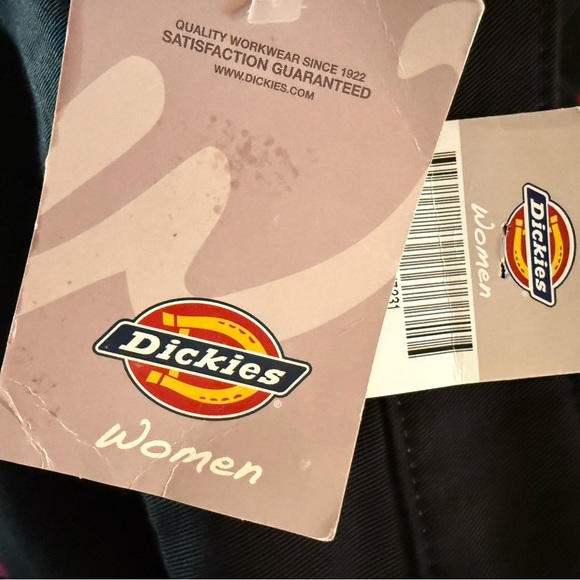 QUALITY WORKWEAR SINCE 1922
SATISFACTION GUARANTEED
WWW.DICKIES.COM
Dickies
®
Women
Dickies
Women